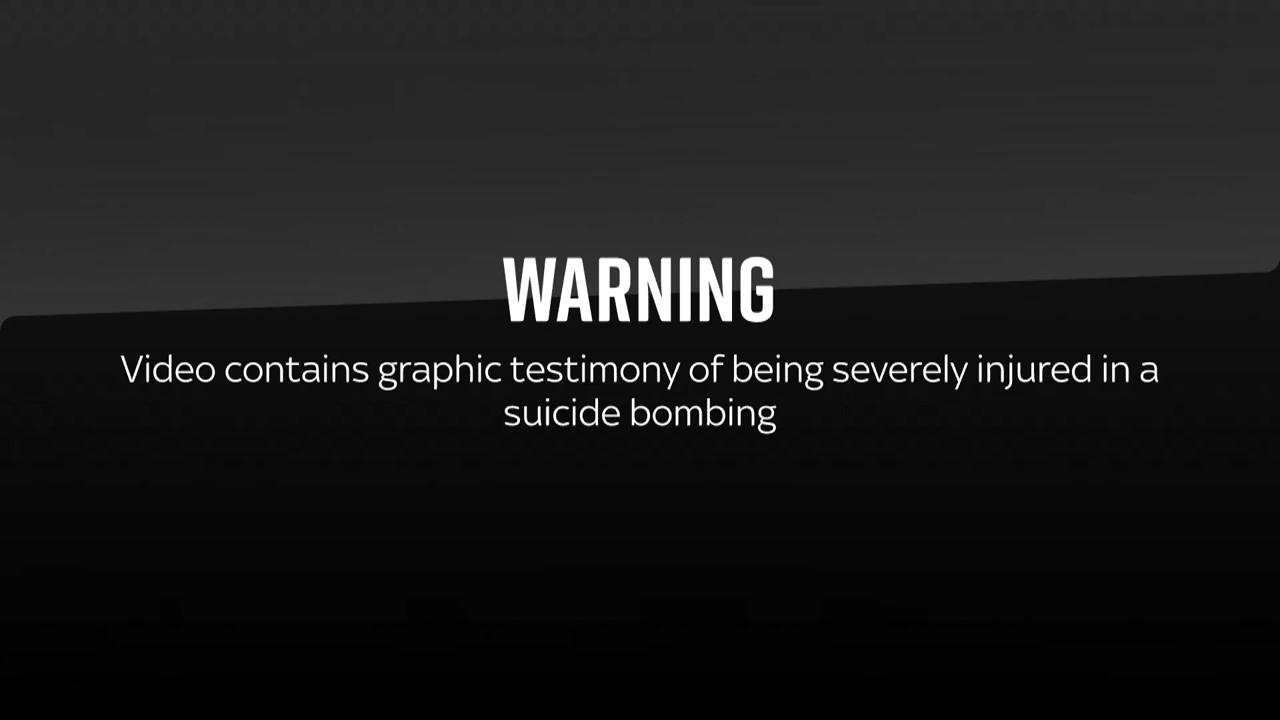 WARNING
Video contains graphic testimony of being severely injured in a
suicide bombing